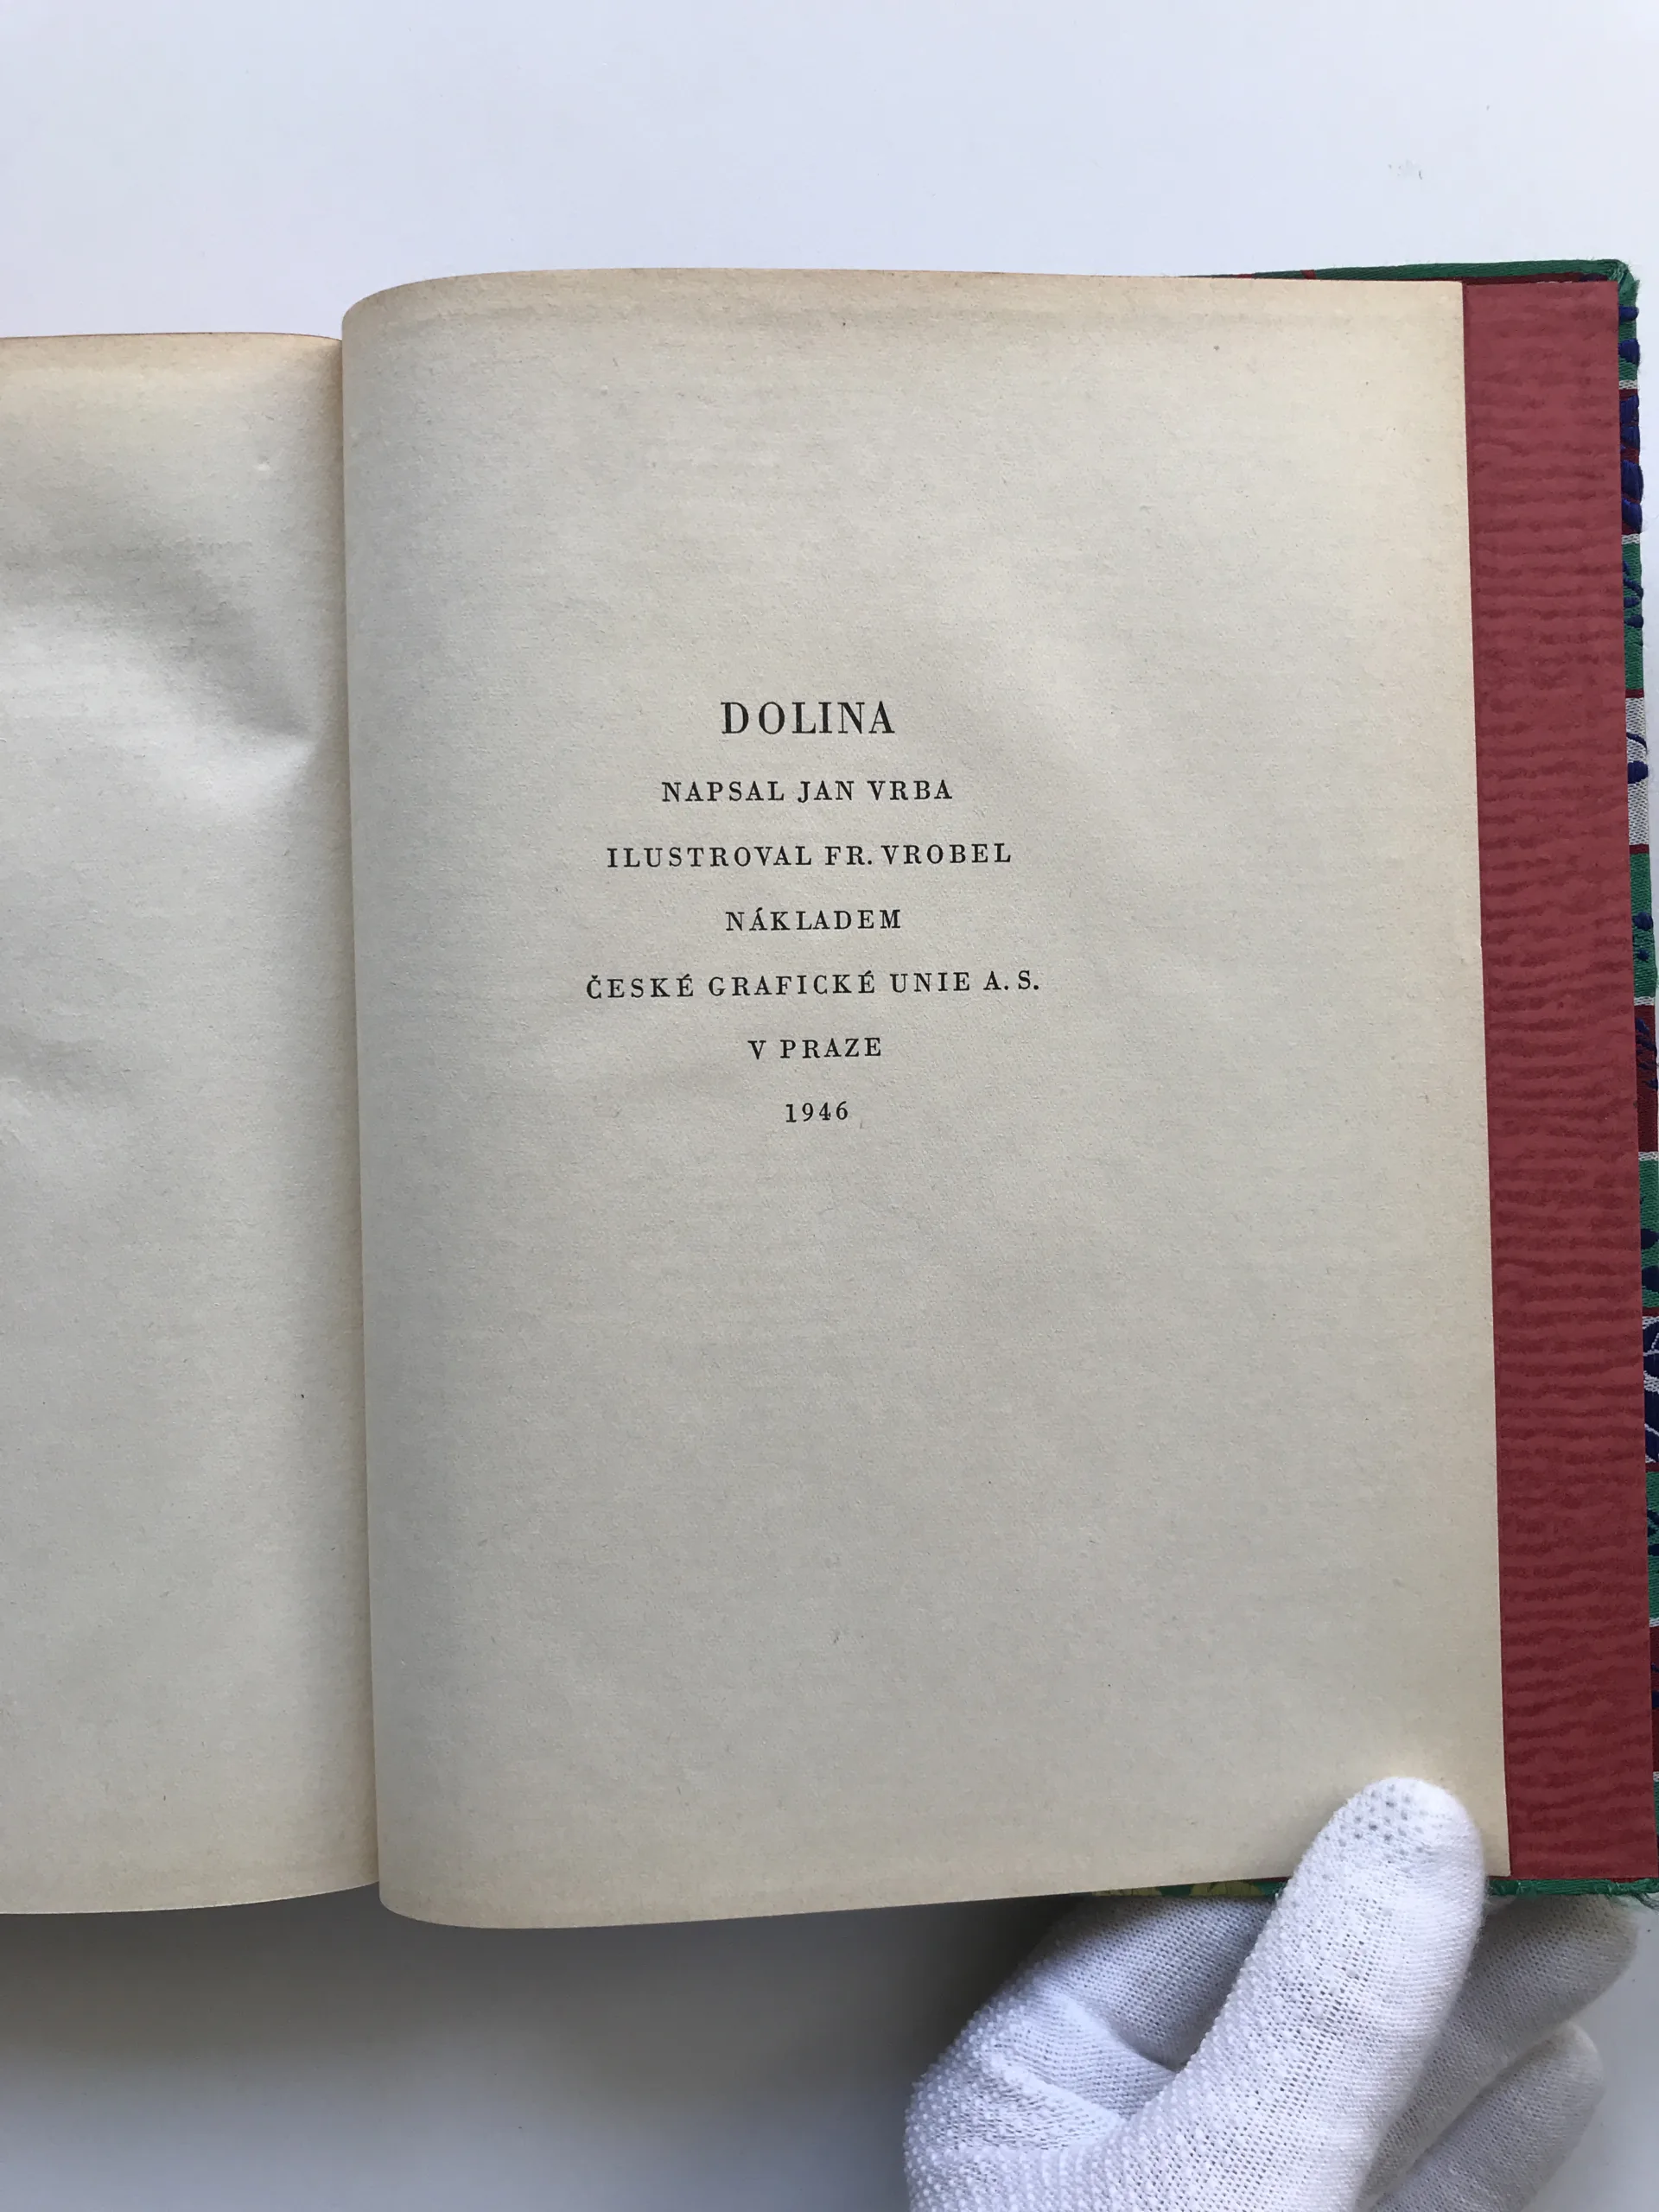 DOLINA
NAPSAL JAN VRBA
ILUSTROVAL FR. VROBEL
NÁKLADEM
ČESKÉ GRAFICKÉ UNIE A. S.
V PRAZE
1946